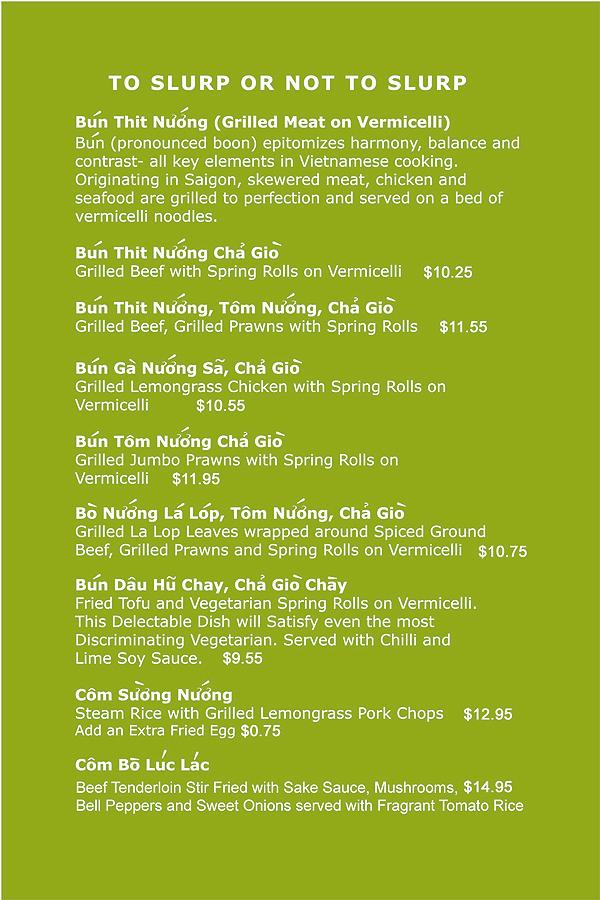 TO SLURP OR NOT TO SLURP
Bún Thit Nướng (Grilled Meat on Vermicelli)
Bún (pronounced boon) epitomizes harmony, balance and
contrast- all key elements in Vietnamese cooking.
Originating in Saigon, skewered meat, chicken and
seafood are grilled to perfection and served on a bed of
vermicelli noodles.
Bún Thit Nướng Chả Giò
Grilled Beef with Spring Rolls on Vermicelli $10.25
Bún Thit Nướng, Tôm Nướng, Chả Giò
Grilled Beef, Grilled Prawns with Spring Rolls $11.55
Bún Gà Nướng Sã, Chả Giò
Grilled Lemongrass Chicken with Spring Rolls on
Vermicelli $10.55
Bún Tôm Nướng Chả Giò
Grilled Jumbo Prawns with Spring Rolls on
Vermicelli $11.95
Bò Nướng Lá Lóp, Tôm Nướng, Chả Giò
Grilled La Lop Leaves wrapped around Spiced Ground
Beef, Grilled Prawns and Spring Rolls on Vermicelli $10.75
Bún Dâu Hũ Chay, Chả Giò Chãy
Fried Tofu and Vegetarian Spring Rolls on Vermicelli.
This Delectable Dish will Satisfy even the most
Discriminating Vegetarian. Served with Chilli and
Lime Soy Sauce. $9.55
Côm Sường Nướng
Steam Rice with Grilled Lemongrass Pork Chops $12.95
Add an Extra Fried Egg $0.75
Côm Bò Lúc Lác
Beef Tenderloin Stir Fried with Sake Sauce, Mushrooms, $14.95
Bell Peppers and Sweet Onions served with Fragrant Tomato Rice